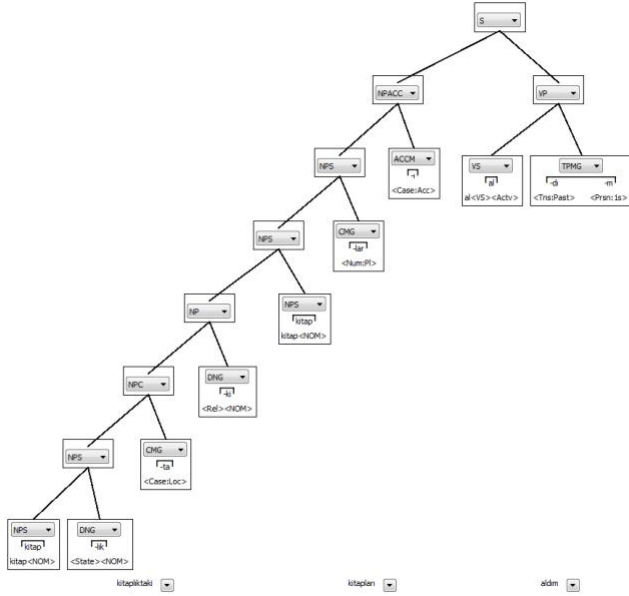 S
NPACC VP
NPS ACCM VS TPMG
-ı al -di -m
<Case:Acc> al<VS><Actv> <Tns:Past> <Prsn:1s>
NPS CMG
-lar
<Num:Pl>
NP NPS
kitap
kitap<NOM>
NPC DNG
-ki
<Rel><NOM>
NPS CMG
-ta
<Case:Loc>
NPS DNG
kitap -lik
kitap<NOM> <State><NOM>
kitaplıktaki kitapları aldım